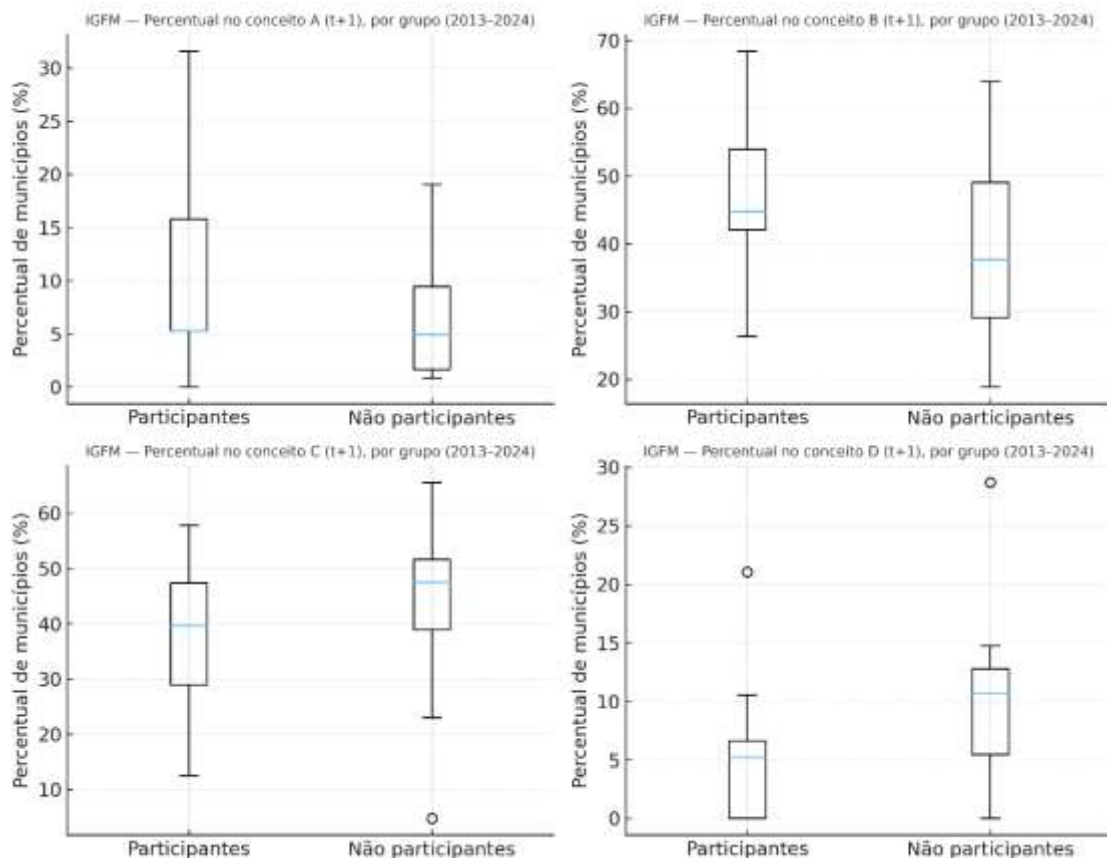 IGFM — Percentual no conceito A (t+1), por grupo (2013–2024)
Percentual de municípios (%)
30
25
20
15
10
5
0
Participantes
Não participantes
IGFM — Percentual no conceito B (t+1), por grupo (2013–2024)
Percentual de municípios (%)
70
60
50
40
30
20
Participantes
Não participantes
IGFM — Percentual no conceito C (t+1), por grupo (2013–2024)
Percentual de municípios (%)
60
50
40
30
20
10
Participantes
Não participantes
IGFM — Percentual no conceito D (t+1), por grupo (2013–2024)
Percentual de municípios (%)
30
25
20
15
10
5
0
Participantes
Não participantes